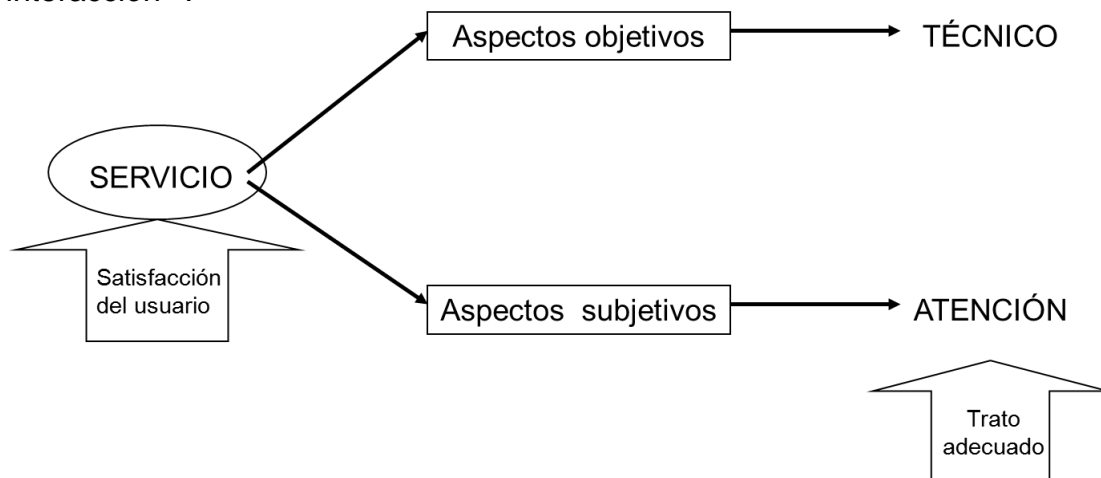 Aspectos objetivos
TÉCNICO
SERVICIO
Satisfacción
del usuario
Aspectos subjetivos
ATENCIÓN
Trato
adecuado